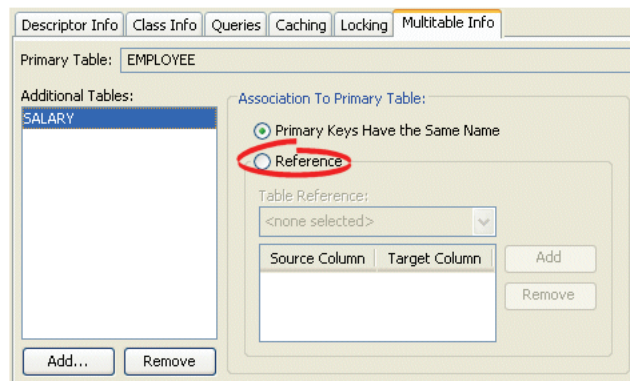 Descriptor Info Class Info Queries Caching Locking Multitable Info
Primary Table: EMPLOYEE
Additional Tables:
SALARY
Add... Remove
Association To Primary Table:
Primary Keys Have the Same Name
Reference
Table Reference:
<none selected>
Source Column Target Column
Add
Remove